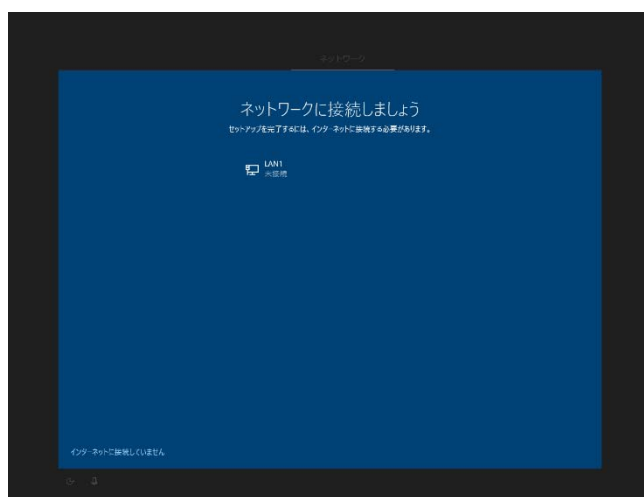 ネットワーク
ネットワークに接続しましょう
セットアップを完了するには、インターネットに接続する必要があります。
LAN1
未接続
インターネットに接続していません